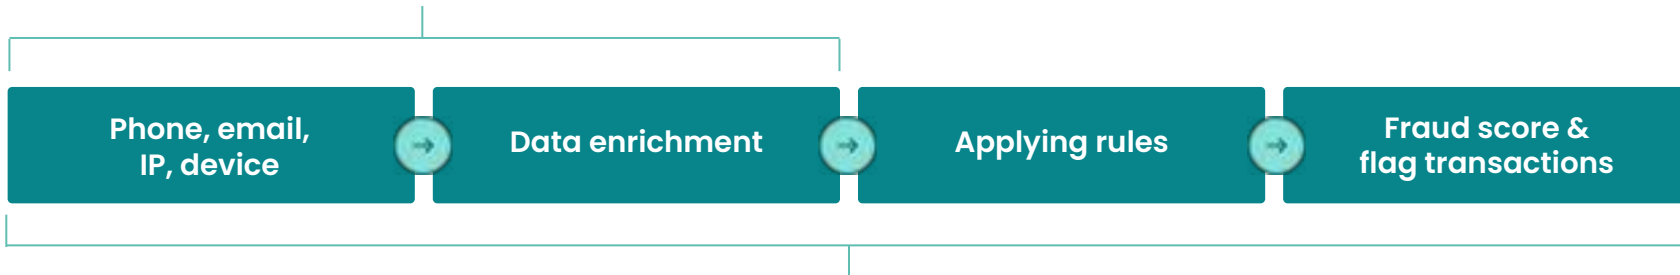 Phone, email,
IP, device
Data enrichment
Applying rules
Fraud score &
flag transactions